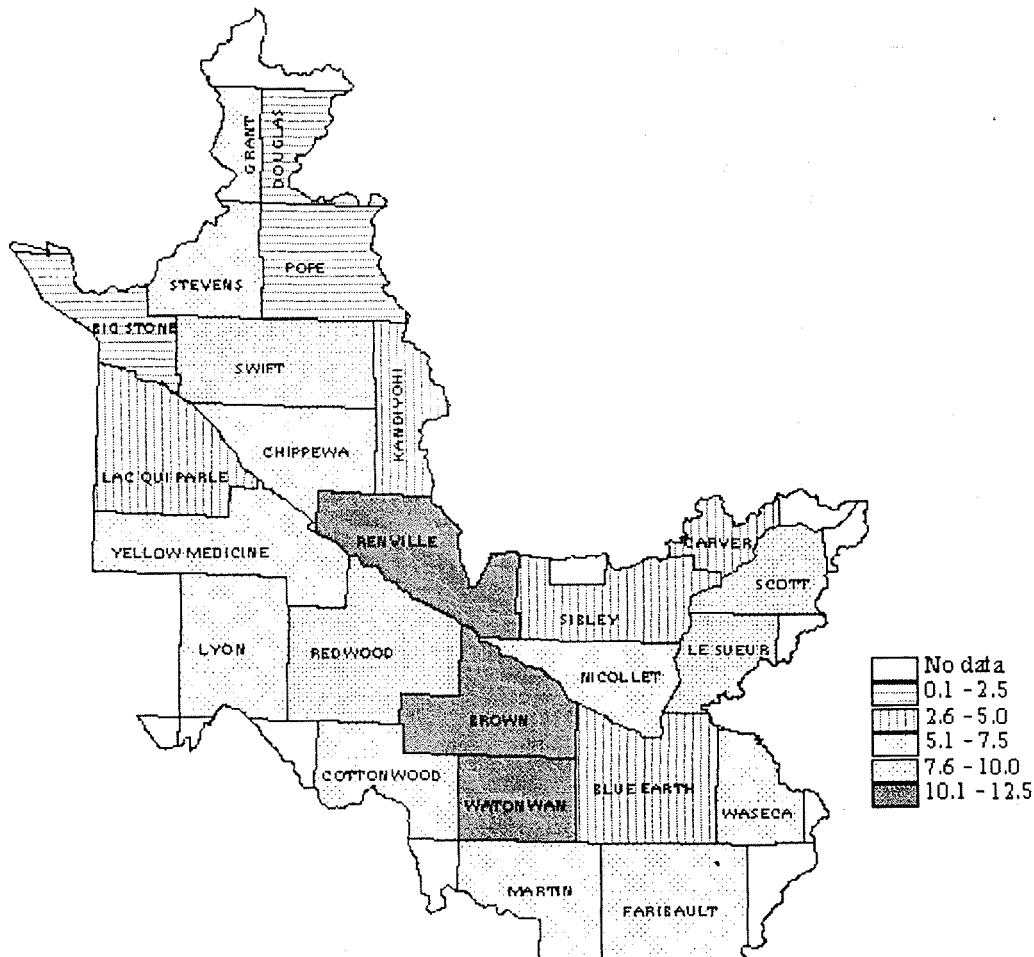 GRANT
DOUGLAS
POPE
STEVENS
BIG STONE
SWIFT
KANDIYOHI
CHIPPEWA
LAC QUI PARLE
RENVILLE
YELLOW MEDICINE
CARVER
SCOTT
SIBLEY
LYON
REDWOOD
NICOLLET
LE SUEUR
BROWN
COTTONWOOD
WATONWAN
BLUE EARTH
WASECA
MARTIN
FARIBAULT
No data
0.1 - 2.5
2.6 - 5.0
5.1 - 7.5
7.6 - 10.0
10.1 - 12.5